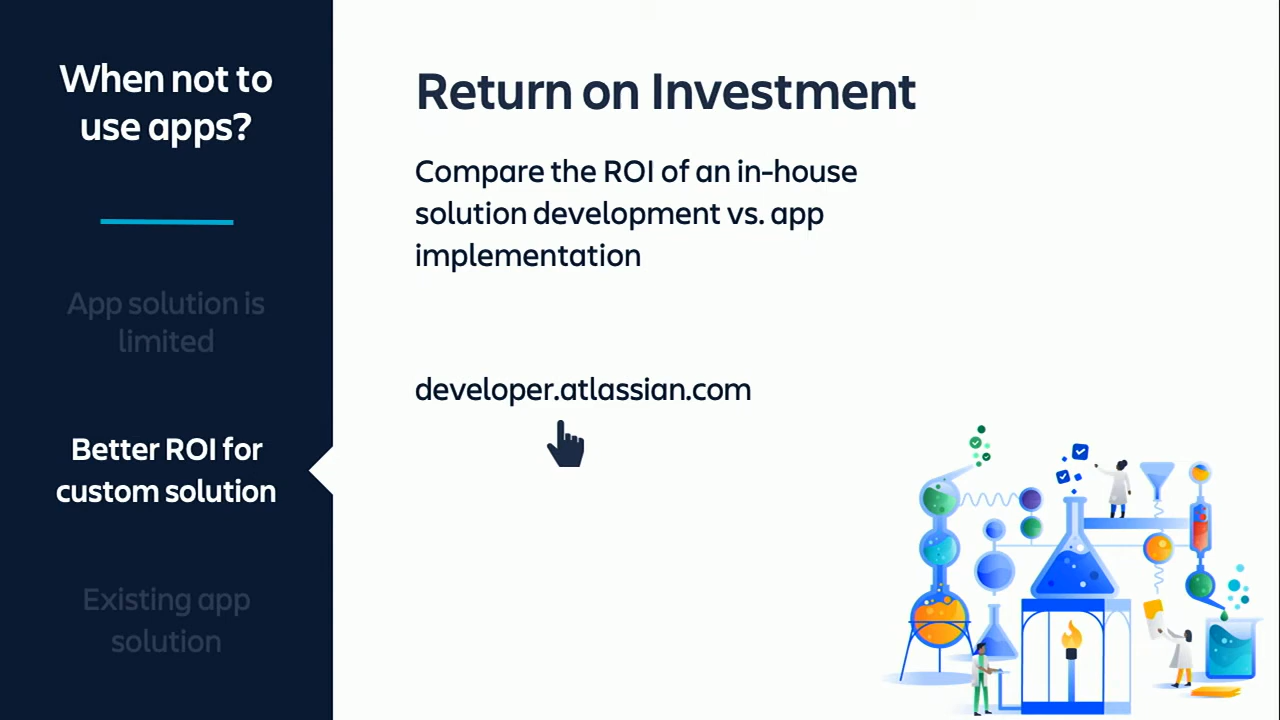 When not to
use apps?
App solution is
limited
Better ROI for
custom solution
Existing app
solution
Return on Investment
Compare the ROI of an in-house
solution development vs. app
implementation
developer.atlassian.com